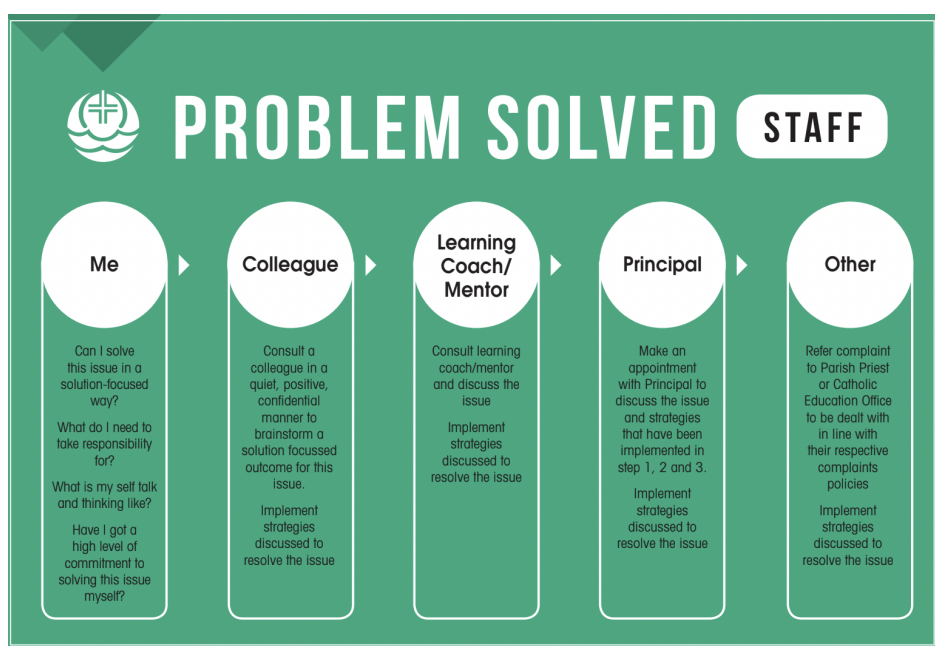 PROBLEM SOLVED STAFF
Me
Can I solve
this issue in a
solution-focused
way?
What do I need to
take responsibility
for?
What is my self talk
and thinking like?
Have I got a
high level of
commitment to
solving this issue
myself?
Colleague
Consult a
colleague in a
quiet, positive,
confidential
manner to
brainstorm a
solution focussed
outcome for this
issue.
Implement
strategies
discussed to
resolve the issue
Learning
Coach/
Mentor
Consult learning
coach/mentor
and discuss the
issue
Implement
strategies
discussed to
resolve the issue
Principal
Make an
appointment
with Principal to
discuss the issue
and strategies
that have been
implemented in
step 1, 2 and 3.
Implement
strategies
discussed to
resolve the issue
Other
Refer complaint
to Parish Priest
or Catholic
Education Office
to be dealt with
in line with
their respective
complaints
policies
Implement
strategies
discussed to
resolve the issue